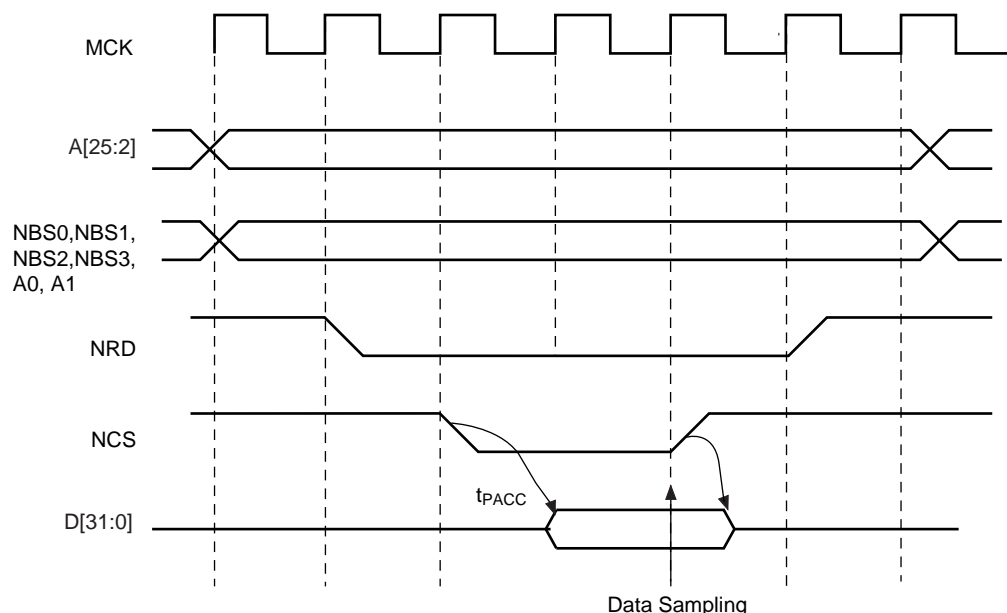 MCK
A[25:2]
NBS0,NBS1,
NBS2,NBS3,
A0, A1
NRD
NCS
tPACC
D[31:0]
Data Sampling